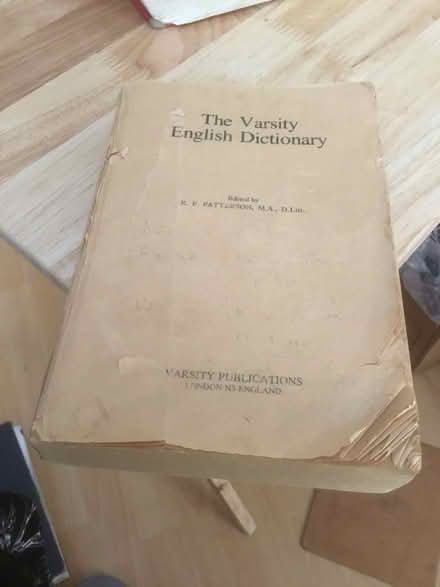 The Varsity
English Dictionary
Edited by
R. F. PATTERSON, M.A., D.Litt.
VARSITY PUBLICATIONS
LONDON N5 ENGLAND